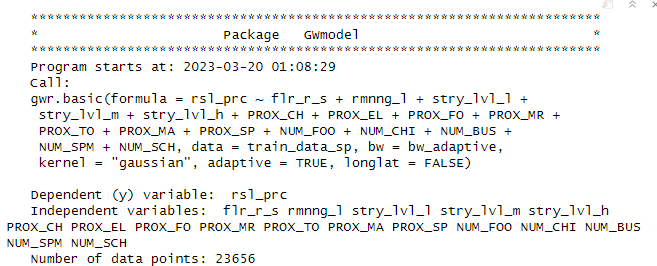 ***********************************************************************
*                       Package   GWmodel                             *
***********************************************************************
Program starts at: 2023-03-20 01:08:29
Call:
gwr.basic(formula = rsl_prc ~ flr_r_s + rmnng_l + stry_lvl_l +
stry_lvl_m + stry_lvl_h + PROX_CH + PROX_EL + PROX_FO + PROX_MR +
PROX_TO + PROX_MA + PROX_SP + NUM_FOO + NUM_CHI + NUM_BUS +
NUM_SPM + NUM_SCH, data = train_data_sp, bw = bw_adaptive,
kernel = "gaussian", adaptive = TRUE, longlat = FALSE)
Dependent (y) variable:  rsl_prc
Independent variables:  flr_r_s rmnng_l stry_lvl_l stry_lvl_m stry_lvl_h
PROX_CH PROX_EL PROX_FO PROX_MR PROX_TO PROX_MA PROX_SP NUM_FOO NUM_CHI NUM_BUS
NUM_SPM NUM_SCH
Number of data points: 23656